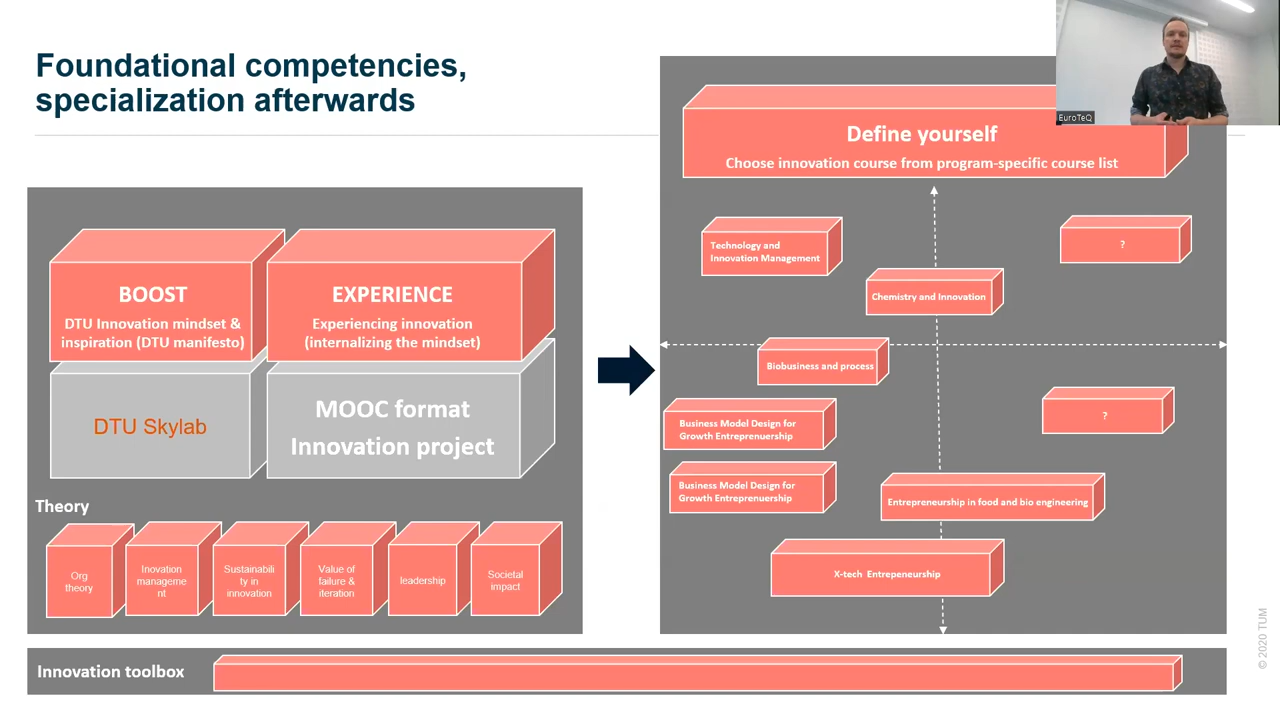 Foundational competencies,
specialization afterwards
EuroTeQ
BOOST
DTU Innovation mindset &
inspiration (DTU manifesto)
EXPERIENCE
Experiencing innovation
(internalizing the mindset)
DTU Skylab
MOOC format
Innovation project
Theory
Org
theory
Inovation
manageme
nt
Sustainabili
ty in
innovation
Value of
failure &
iteration
leadership
Societal
impact
Define yourself
Choose innovation course from program-specific course list
Technology and
Innovation Management
?
Chemistry and Innovation
Biobusiness and process
Business Model Design for
Growth Entreprenuership
?
Business Model Design for
Growth Entreprenuership
Entrepreneurship in food and bio engineering
X-tech Entrepeneurship
Innovation toolbox
© 2020 TUM